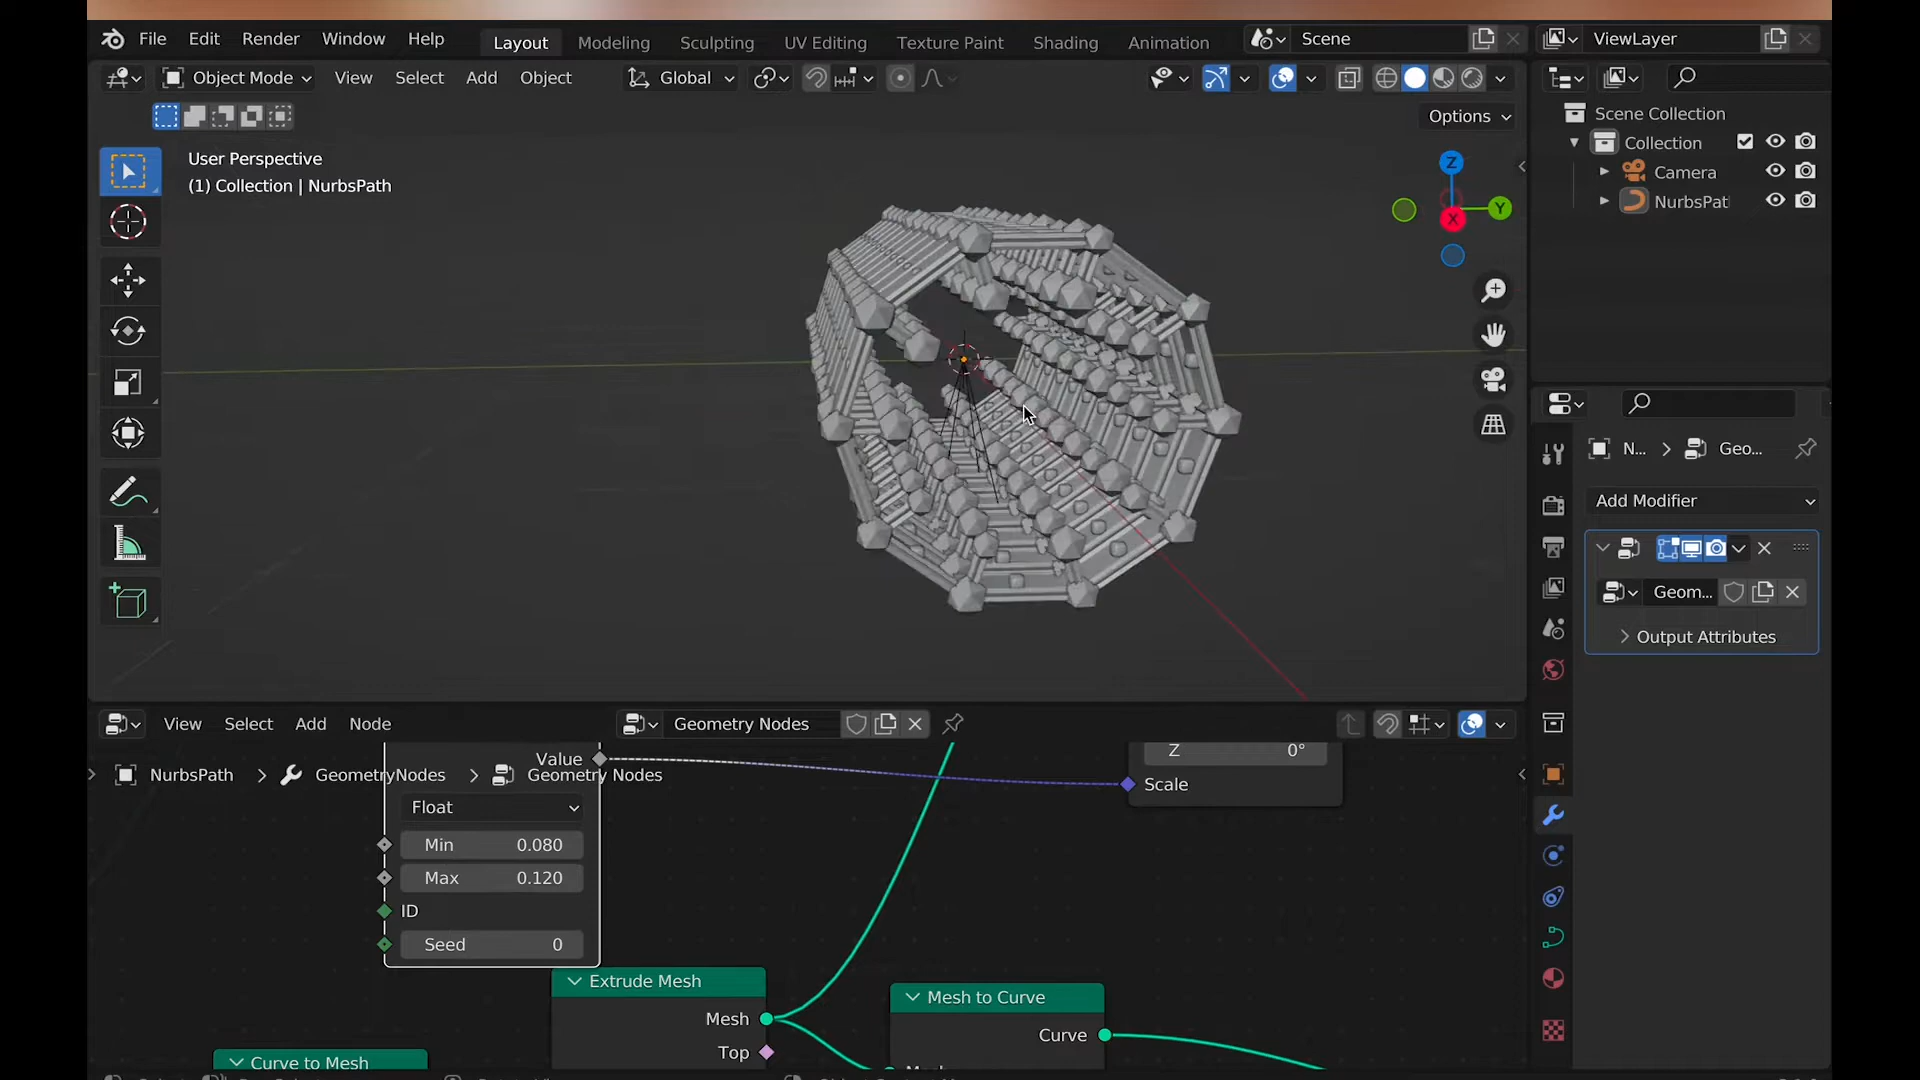 File Edit Render Window Help Layout Modeling Sculpting UV Editing Texture Paint Shading Animation Scene ViewLayer
Object Mode View Select Add Object Global
Options
Scene Collection
Collection
Camera
NurbsPat
User Perspective
(1) Collection | NurbsPath
Z
Y
X
N... > Geo...
Add Modifier
Geom...
Output Attributes
View Select Add Node Geometry Nodes
NurbsPath > GeometryNodes > Geometry Nodes
Value
Float
Min 0.080
Max 0.120
ID
Seed 0
Z 0°
Scale
Extrude Mesh
Mesh
Top
Mesh to Curve
Curve
Curve to Mesh